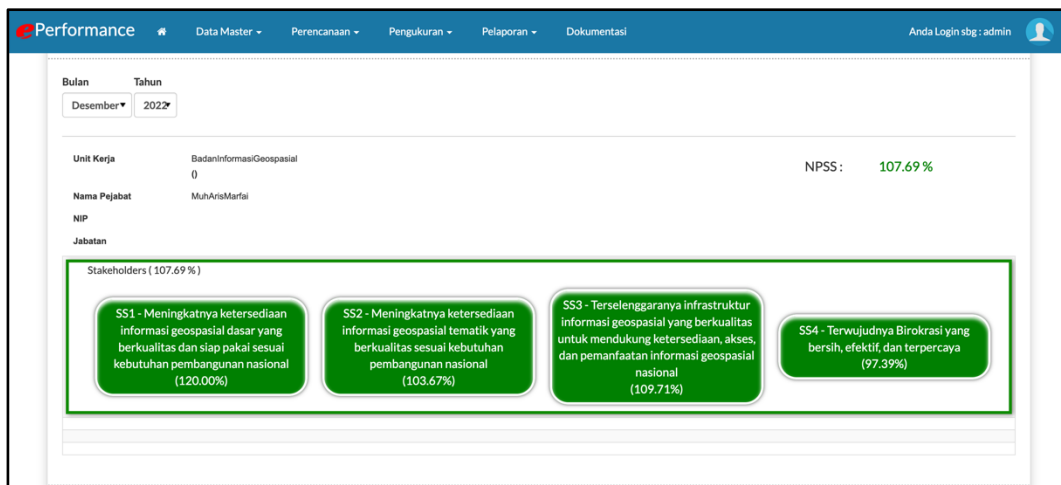 ePerformance Data Master Perencanaan Pengukuran Pelaporan Dokumentasi Anda Login sbg : admin
Bulan Tahun
Desember 2022
Unit Kerja BadanInformasiGeospasial
()
NPSS : 107.69 %
Nama Pejabat MuhArisMarfai
NIP
Jabatan
Stakeholders ( 107.69 % )
SS1 - Meningkatnya ketersediaan
informasi geospasial dasar yang
berkualitas dan siap pakai sesuai
kebutuhan pembangunan nasional
(120.00%)
SS2 - Meningkatnya ketersediaan
informasi geospasial tematik yang
berkualitas sesuai kebutuhan
pembangunan nasional
(103.67%)
SS3 - Terselenggaranya infrastruktur
informasi geospasial yang berkualitas
untuk mendukung ketersediaan, akses,
dan pemanfaatan informasi geospasial
nasional
(109.71%)
SS4 - Terwujudnya Birokrasi yang
bersih, efektif, dan terpercaya
(97.39%)